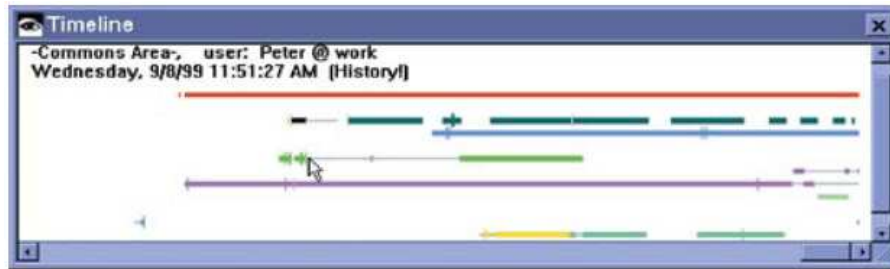 Timeline
-Commons Area-, user: Peter @ work
Wednesday, 9/8/99 11:51:27 AM (History!)